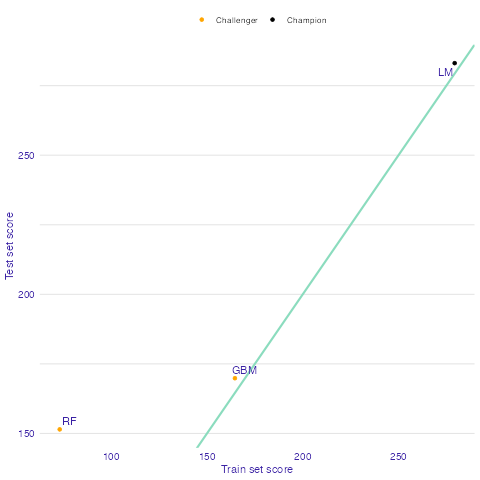 Challenger Champion
LM
250
Test set score
200
GBM
RF
150
100 150 200 250
Train set score